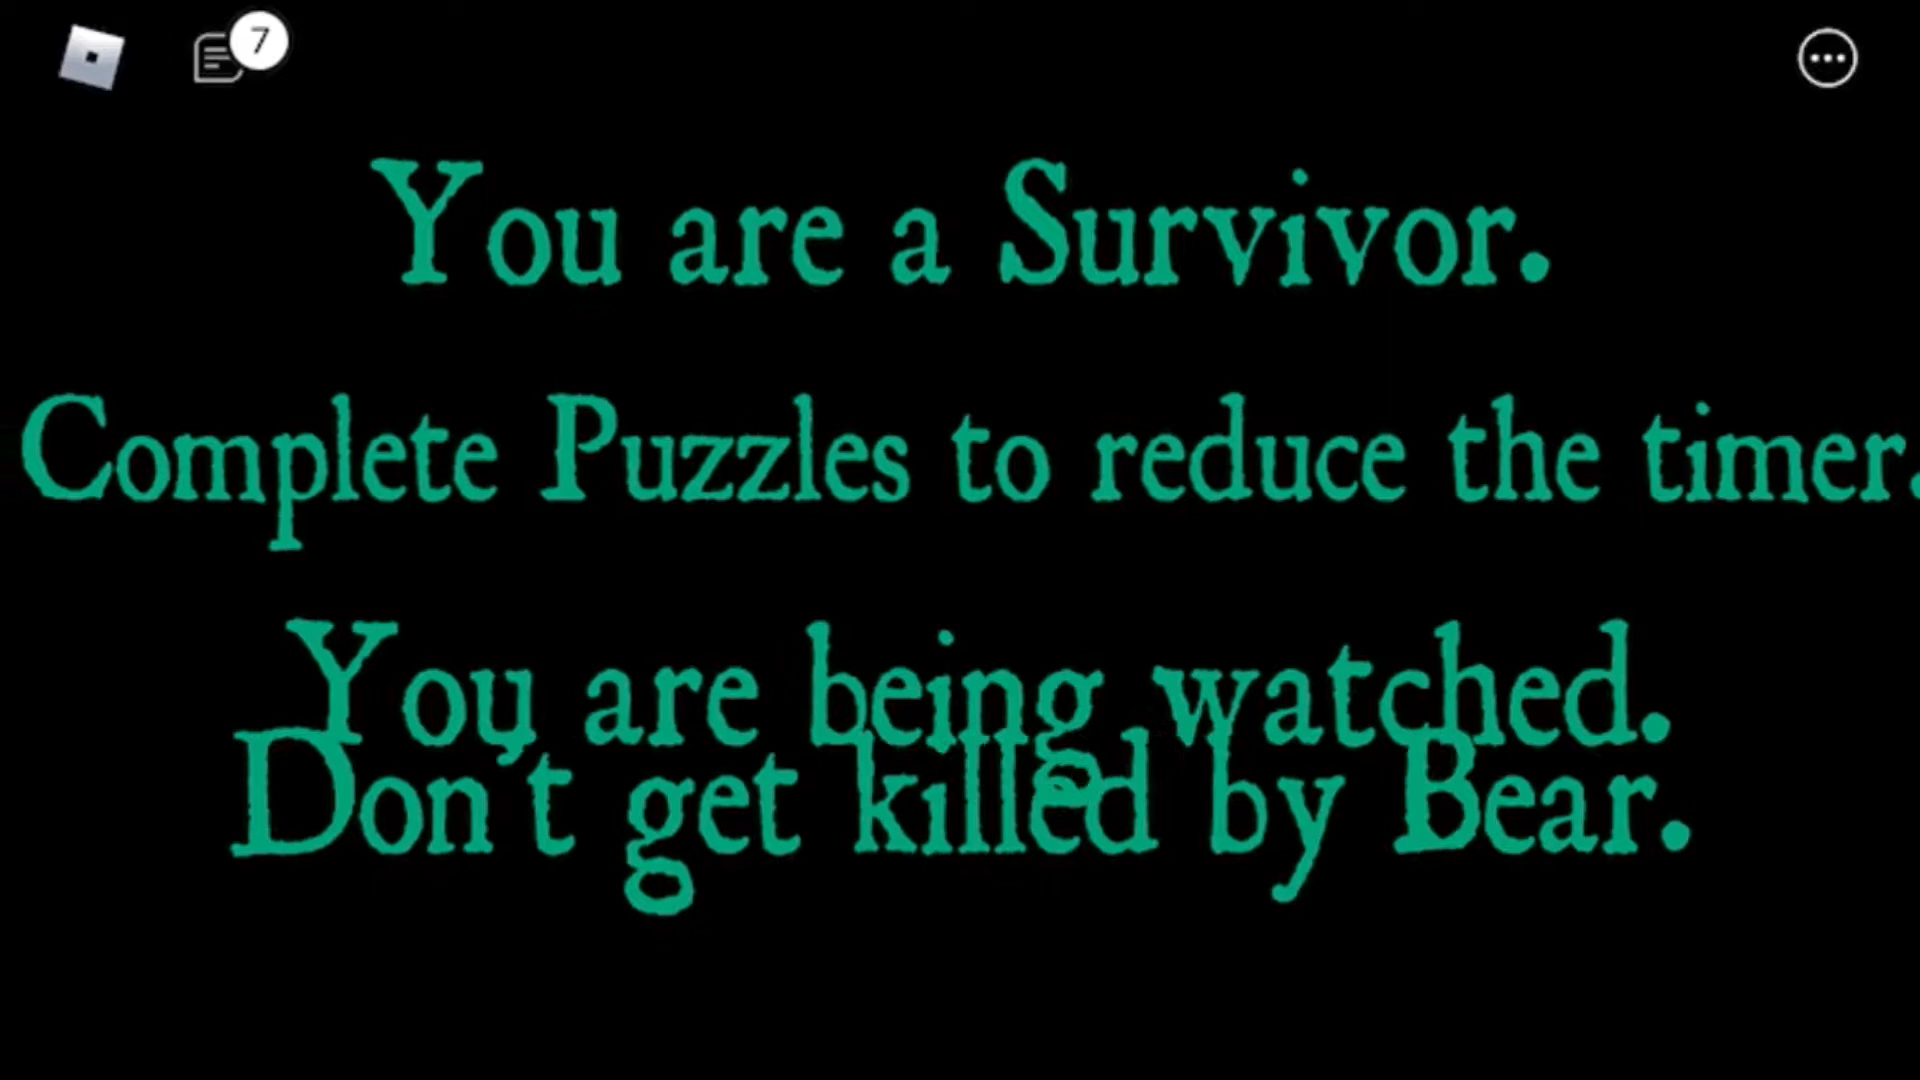 7
You are a Survivor.
Complete Puzzles to reduce the timer.
You are being watched.
Don't get killed by Bear.